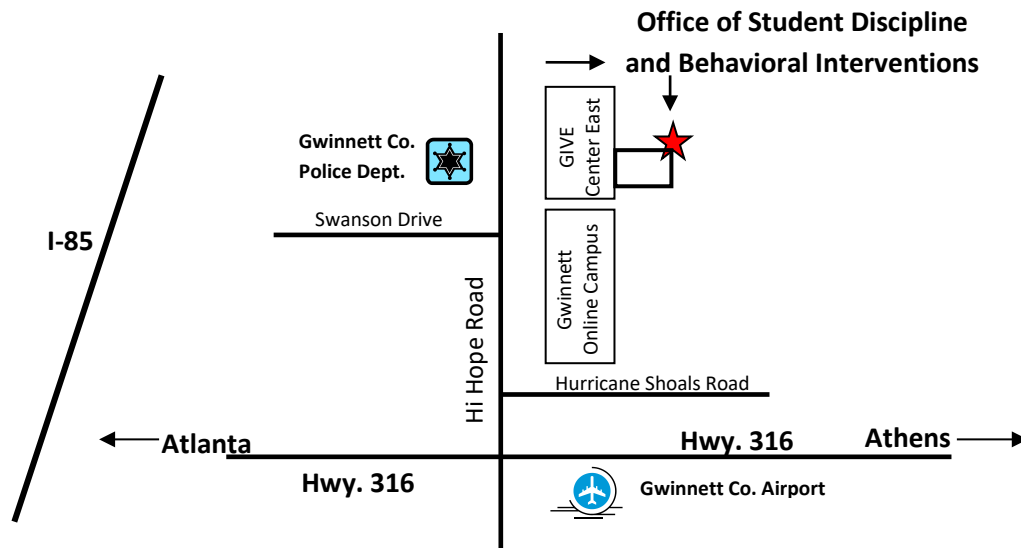 Office of Student Discipline
and Behavioral Interventions
Gwinnett Co.
Police Dept.
GIVE
Center East
Swanson Drive
I-85
Gwinnett
Online Campus
Hi Hope Road
Hurricane Shoals Road
Atlanta
Hwy. 316
Athens
Hwy. 316
Gwinnett Co. Airport